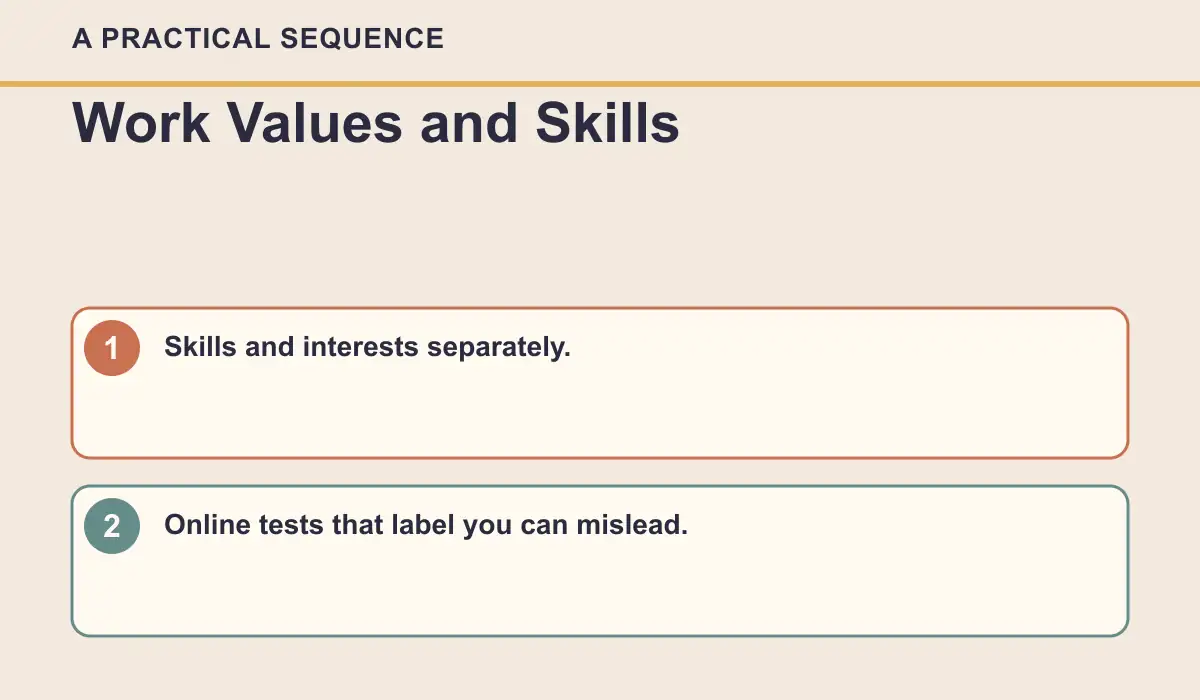 A PRACTICAL SEQUENCE
Work Values and Skills
1
Skills and interests separately.
2
Online tests that label you can mislead.